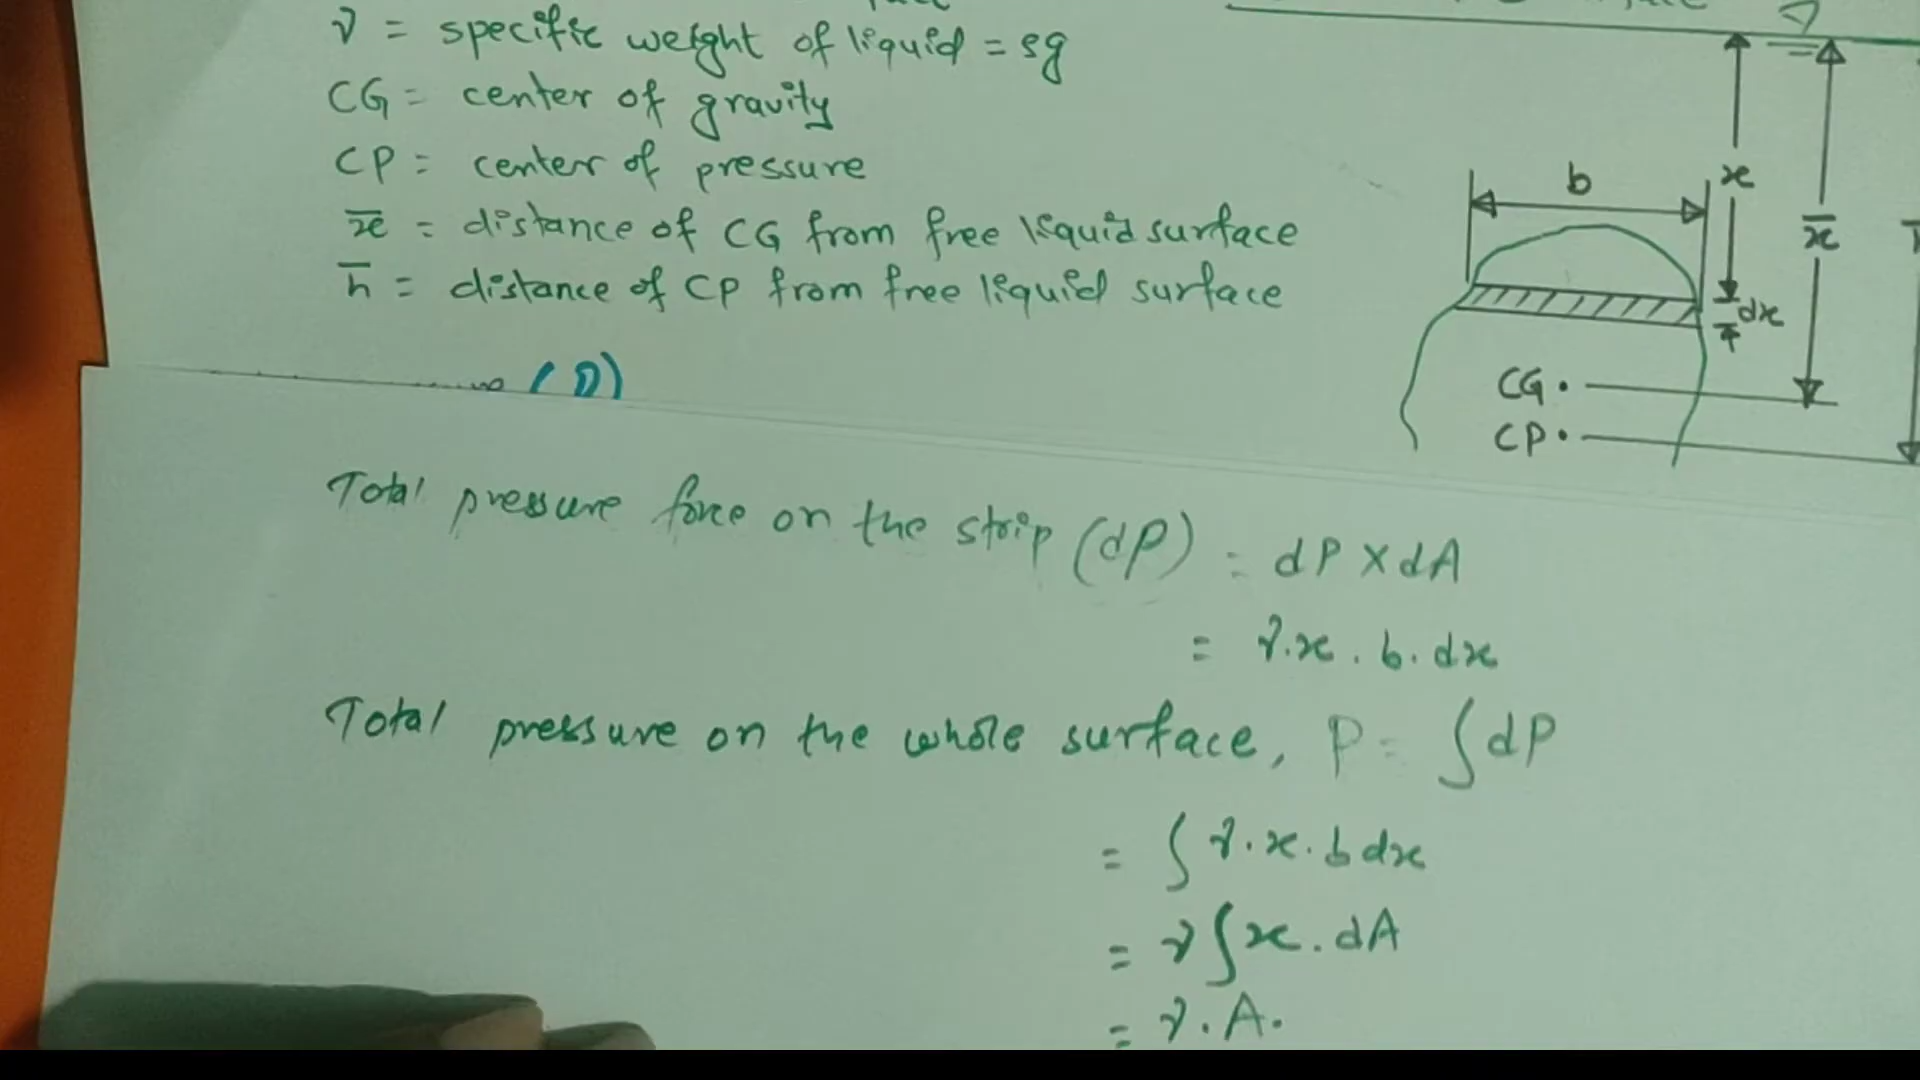 γ = specific weight of liquid = ρg
CG = center of gravity
CP = center of pressure
x̅ = distance of CG from free liquid surface
h̅ = distance of CP from free liquid surface
b
x
x̅
dx
CG.
CP.
Total pressure force on the strip (dP) = dP X dA
= γ.x . b. dx
Total pressure on the whole surface, P = ∫dP
= ∫ γ.x. b dx
= γ ∫x. dA
= γ. A.